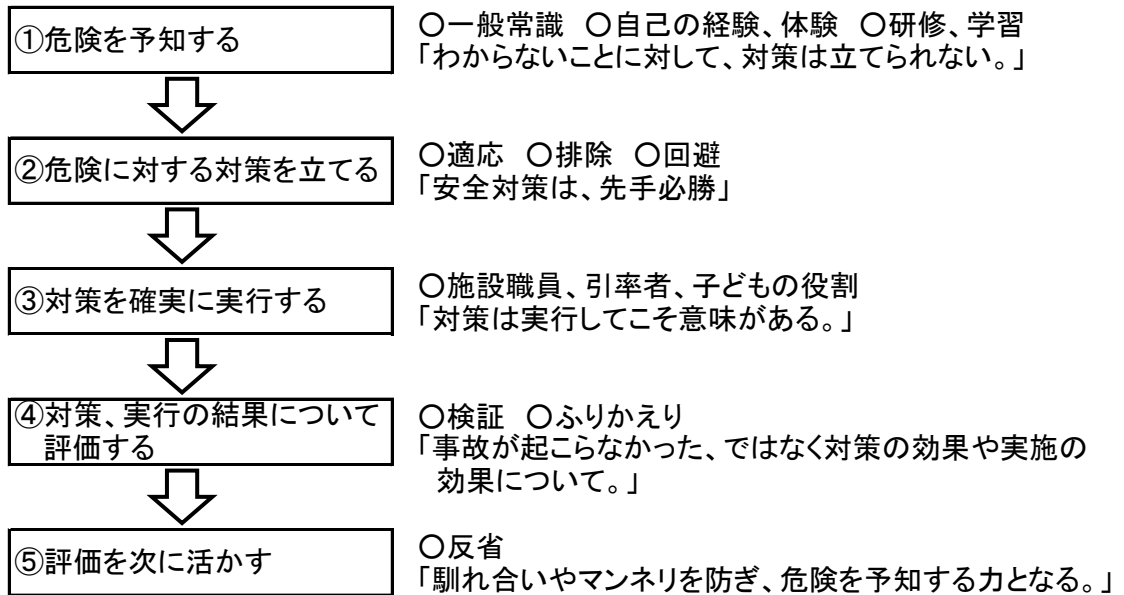 ①危険を予知する
〇一般常識 〇自己の経験、体験 〇研修、学習
「わからないことに対して、対策は立てられない。」
②危険に対する対策を立てる
〇適応 〇排除 〇回避
「安全対策は、先手必勝」
③対策を確実に実行する
〇施設職員、引率者、子どもの役割
「対策は実行してこそ意味がある。」
④対策、実行の結果について
評価する
〇検証 〇ふりかえり
「事故が起こらなかった、ではなく対策の効果や実施の
効果について。」
⑤評価を次に活かす
〇反省
「馴れ合いやマンネリを防ぎ、危険を予知する力となる。」